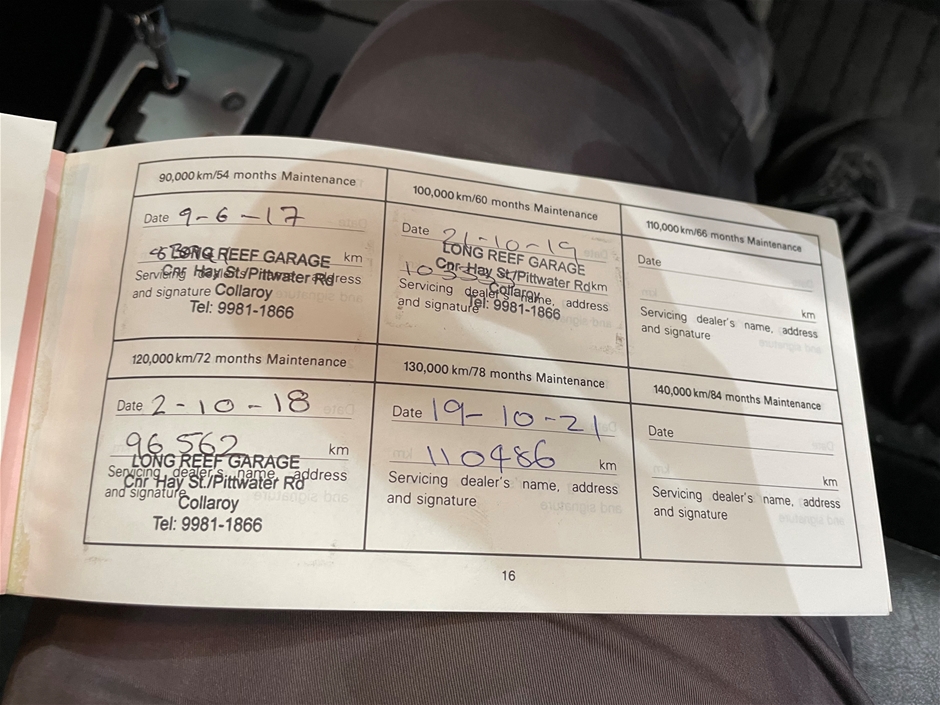 90,000 km/54 months Maintenance
Date 9-6-17
km
LONG REEF GARAGE
Cnr Hay St./Pittwater Rd
Servicing dealer's name, address
and signature
Collaroy
Tel: 9981-1866
100,000 km/60 months Maintenance
Date 21-10-19
LONG REEF GARAGE
Cnr Hay St./Pittwater Rd
km
Collaroy
Servicing dealer's name, address
and signature
Tel: 9981-1866
110,000 km/66 months Maintenance
Date
km
Servicing dealer's name, address
and signature
120,000 km/72 months Maintenance
Date 2-10-18
96562 km
LONG REEF GARAGE
Servicing dealer's name, address
Cnr Hay St./Pittwater Rd
and signature
Collaroy
Tel: 9981-1866
130,000 km/78 months Maintenance
Date 19-10-21
110486 km
Servicing dealer's name, address
and signature
140,000 km/84 months Maintenance
Date
km
Servicing dealer's name, address
and signature
16